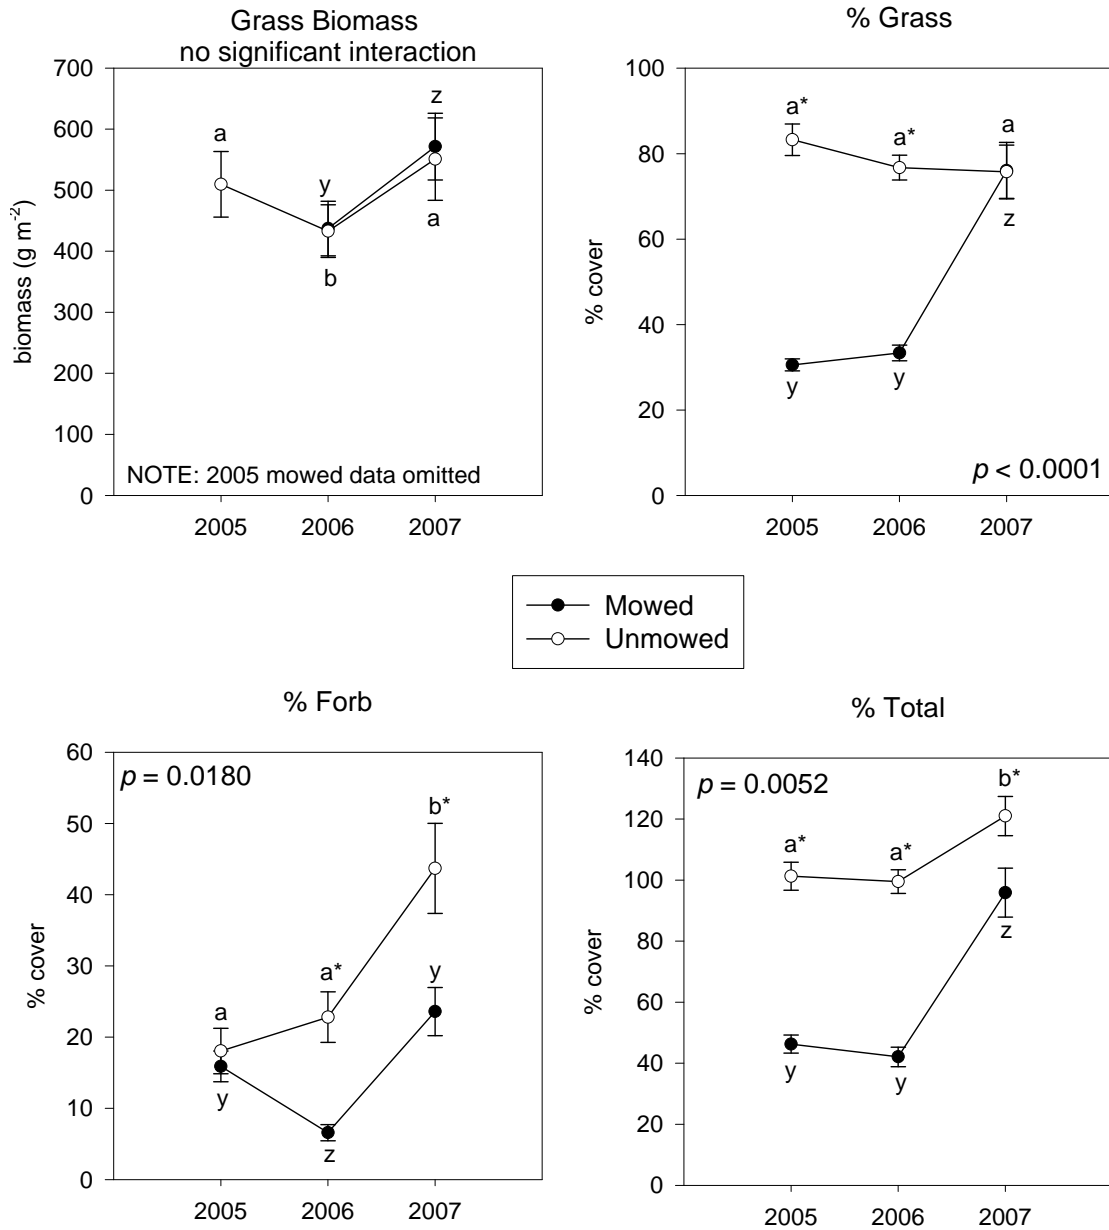 Grass Biomass
no significant interaction
700
600
500
400
300
200
100
0
biomass (g m-2)
a
y
b
z
a
NOTE: 2005 mowed data omitted
2005 2006 2007
% Grass
100
80
60
40
20
0
% cover
a*
a*
a
y
y
z
p < 0.0001
2005 2006 2007
Mowed
Unmowed
% Forb
60
50
40
30
20
10
0
% cover
p = 0.0180
a
a*
b*
y
z
y
2005 2006 2007
% Total
140
120
100
80
60
40
20
0
% cover
p = 0.0052
a*
a*
b*
y
y
z
2005 2006 2007